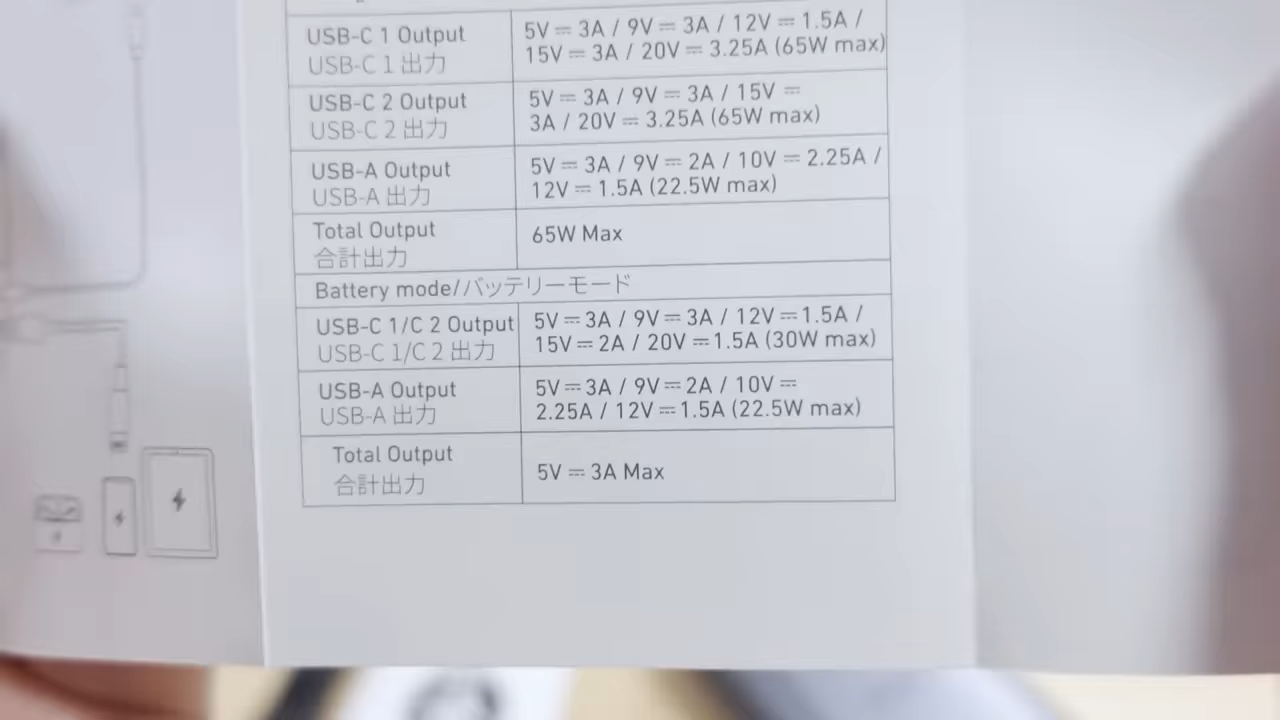 USB-C 1 Output
USB-C 1 出力
5V ⎓ 3A / 9V ⎓ 3A / 12V ⎓ 1.5A /
15V ⎓ 3A / 20V ⎓ 3.25A (65W max)
USB-C 2 Output
USB-C 2 出力
5V ⎓ 3A / 9V ⎓ 3A / 15V ⎓
3A / 20V ⎓ 3.25A (65W max)
USB-A Output
USB-A 出力
5V ⎓ 3A / 9V ⎓ 2A / 10V ⎓ 2.25A /
12V ⎓ 1.5A (22.5W max)
Total Output
合計出力
65W Max
Battery mode/バッテリーモード
USB-C 1/C 2 Output
USB-C 1/C 2 出力
5V ⎓ 3A / 9V ⎓ 3A / 12V ⎓ 1.5A /
15V ⎓ 2A / 20V ⎓ 1.5A (30W max)
USB-A Output
USB-A 出力
5V ⎓ 3A / 9V ⎓ 2A / 10V ⎓
2.25A / 12V ⎓ 1.5A (22.5W max)
Total Output
合計出力
5V ⎓ 3A Max